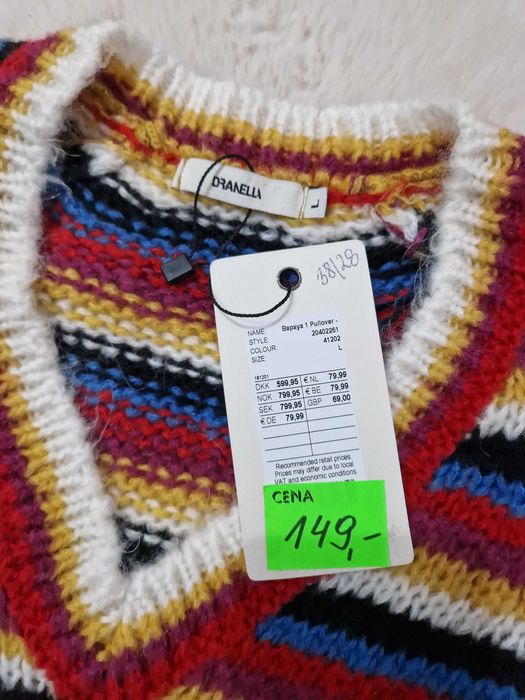 DRANELLA
L
38/28
NAME: Bapaya 1 Pullover -
STYLE: 20402261
COLOUR: 41202
SIZE L
181201
DKK 599,95 € NL 79,99
NOK 799,95 € BE 79,99
SEK 799,95 GBP 69,00
€ DE 79,99
Recommended retail prices.
Prices may differ due to local
VAT and economic conditions.
CENA
149,-